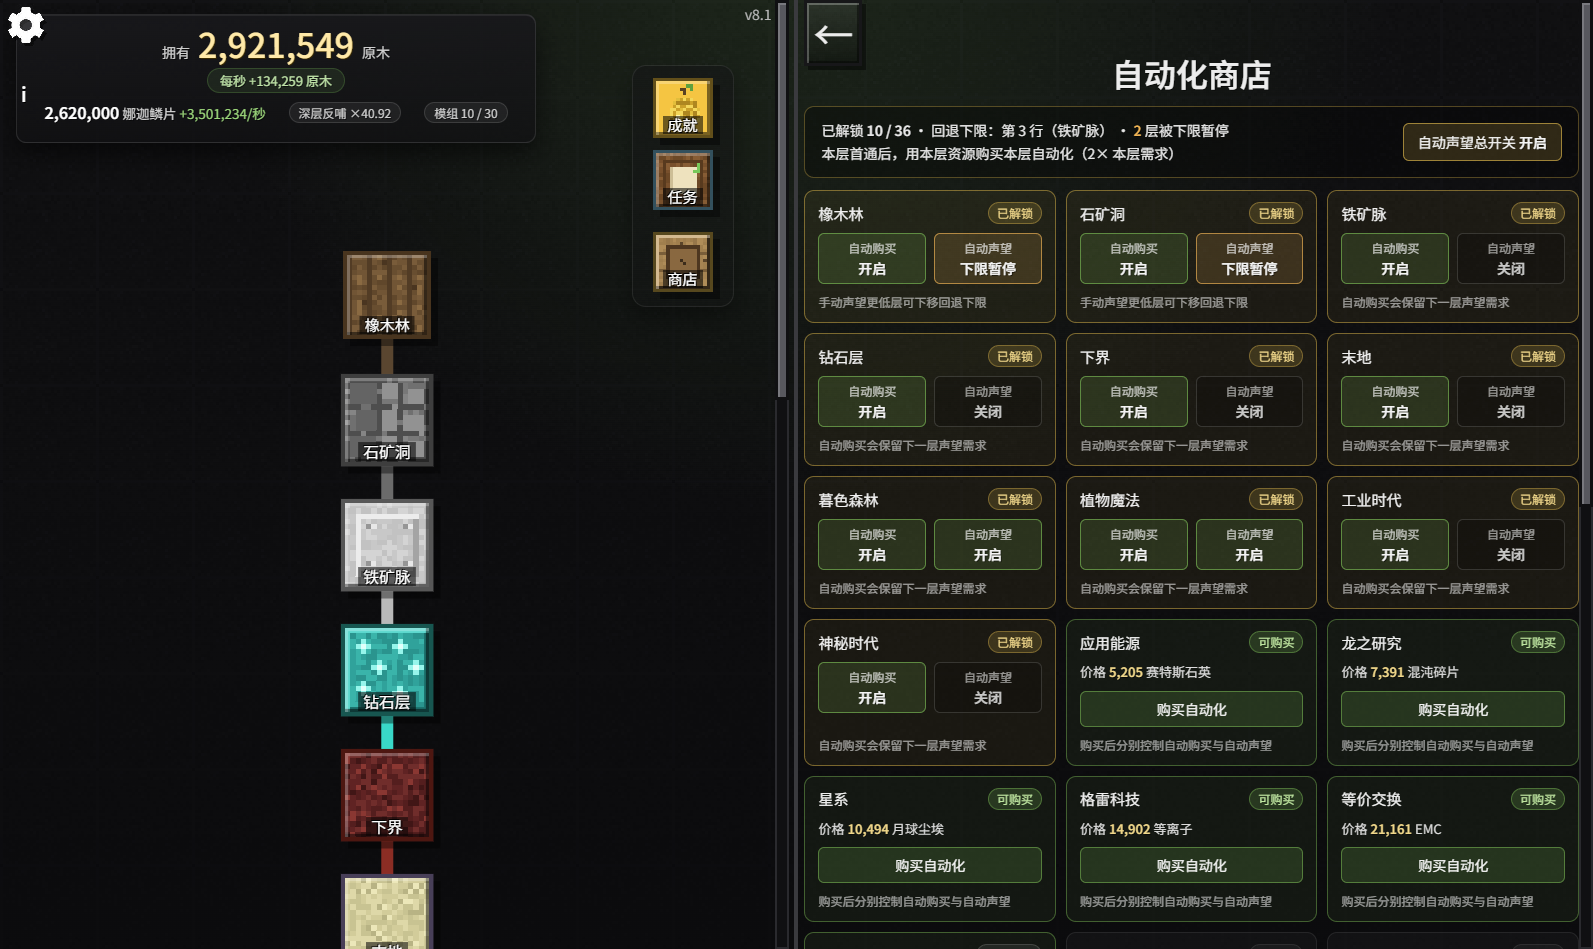 拥有 2,921,549 原木
每秒 +134,259 原木
i
2,620,000 娜迦鳞片 +3,501,234/秒
深层反哺 ×40.92
模组 10 / 30
v8.1
成就
任务
商店
橡木林
石矿洞
铁矿脉
钻石层
下界
自动化商店
已解锁 10 / 36 · 回退下限：第 3 行（铁矿脉） · 2 层被下限暂停
本层首通后，用本层资源购买本层自动化（2× 本层需求）
自动声望总开关 开启
橡木林 已解锁
自动购买 开启
自动声望 下限暂停
手动声望更低层可下移回退下限
石矿洞 已解锁
自动购买 开启
自动声望 下限暂停
手动声望更低层可下移回退下限
铁矿脉 已解锁
自动购买 开启
自动声望 关闭
自动购买会保留下一层声望需求
钻石层 已解锁
自动购买 开启
自动声望 关闭
自动购买会保留下一层声望需求
下界 已解锁
自动购买 开启
自动声望 关闭
自动购买会保留下一层声望需求
末地 已解锁
自动购买 开启
自动声望 关闭
自动购买会保留下一层声望需求
暮色森林 已解锁
自动购买 开启
自动声望 开启
自动购买会保留下一层声望需求
植物魔法 已解锁
自动购买 开启
自动声望 开启
自动购买会保留下一层声望需求
工业时代 已解锁
自动购买 开启
自动声望 关闭
自动购买会保留下一层声望需求
神秘时代 已解锁
自动购买 开启
自动声望 关闭
自动购买会保留下一层声望需求
应用能源 可购买
价格 5,205 赛特斯石英
购买自动化
购买后分别控制自动购买与自动声望
龙之研究 可购买
价格 7,391 混沌碎片
购买自动化
购买后分别控制自动购买与自动声望
星系 可购买
价格 10,494 月球尘埃
购买自动化
购买后分别控制自动购买与自动声望
格雷科技 可购买
价格 14,902 等离子
购买自动化
购买后分别控制自动购买与自动声望
等价交换 可购买
价格 21,161 EMC
购买自动化
购买后分别控制自动购买与自动声望